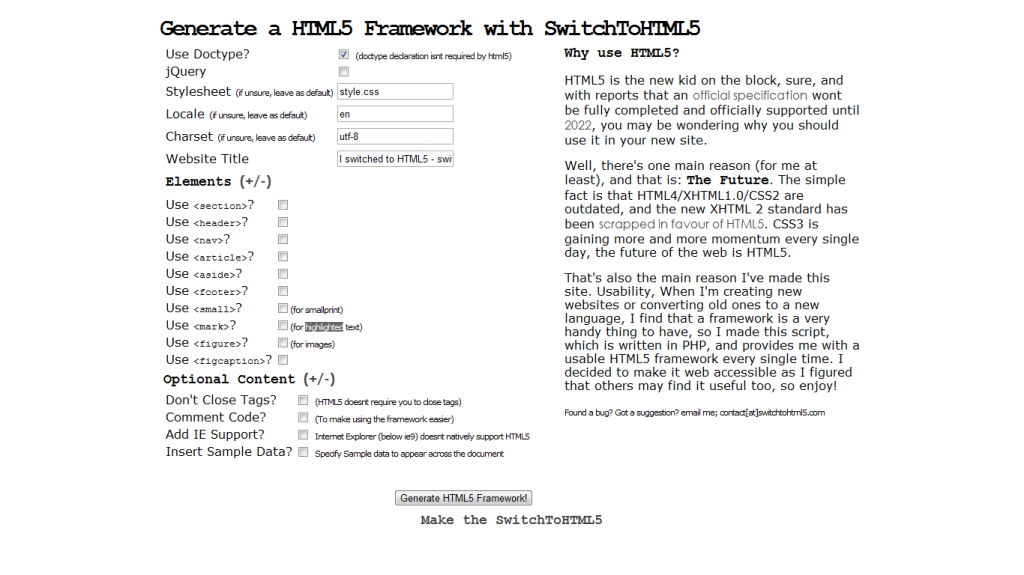 Generate a HTML5 Framework with SwitchToHTML5
Use Doctype? (doctype declaration isnt required by html5)
jQuery
Stylesheet (if unsure, leave as default) style.css
Locale (if unsure, leave as default) en
Charset (if unsure, leave as default) utf-8
Website Title I switched to HTML5 - swi
Elements (+/-)
Use <section>?
Use <header>?
Use <nav>?
Use <article>?
Use <aside>?
Use <footer>?
Use <small>? (for smallprint)
Use <mark>? (for highlighted text)
Use <figure>? (for images)
Use <figcaption>?
Optional Content (+/-)
Don't Close Tags? (HTML5 doesnt require you to close tags)
Comment Code? (To make using the framework easier)
Add IE Support? Internet Explorer (below ie9) doesnt natively support HTML5
Insert Sample Data? Specify Sample data to appear across the document
Generate HTML5 Framework!
Make the SwitchToHTML5
Why use HTML5?
HTML5 is the new kid on the block, sure, and
with reports that an official specification wont
be fully completed and officially supported until
2022, you may be wondering why you should
use it in your new site.
Well, there's one main reason (for me at
least), and that is: The Future. The simple
fact is that HTML4/XHTML1.0/CSS2 are
outdated, and the new XHTML 2 standard has
been scrapped in favour of HTML5. CSS3 is
gaining more and more momentum every single
day, the future of the web is HTML5.
That's also the main reason I've made this
site. Usability, When I'm creating new
websites or converting old ones to a new
language, I find that a framework is a very
handy thing to have, so I made this script,
which is written in PHP, and provides me with a
usable HTML5 framework every single time. I
decided to make it web accessible as I figured
that others may find it useful too, so enjoy!
Found a bug? Got a suggestion? email me; contact[at]switchtohtml5.com